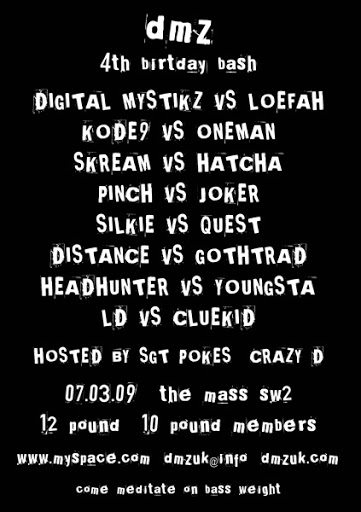 dmz
4th birtday bash
DIGITAL MYSTIKZ VS LOEFAH
KODE9 VS ONEMAN
SKREAM VS HATCHA
PINCH VS JOKER
SILKIE VS QUEST
DISTANCE VS GOTHTRAD
HEADHUNTER VS YOUNGSTA
LD VS CLUEKID
HOSTED BY SGT POKES CRAZY D
07.03.09 the mass sw2
12 pound 10 pound members
www.myspace.com dmzuk@info dmzuk.com
come meditate on bass weight